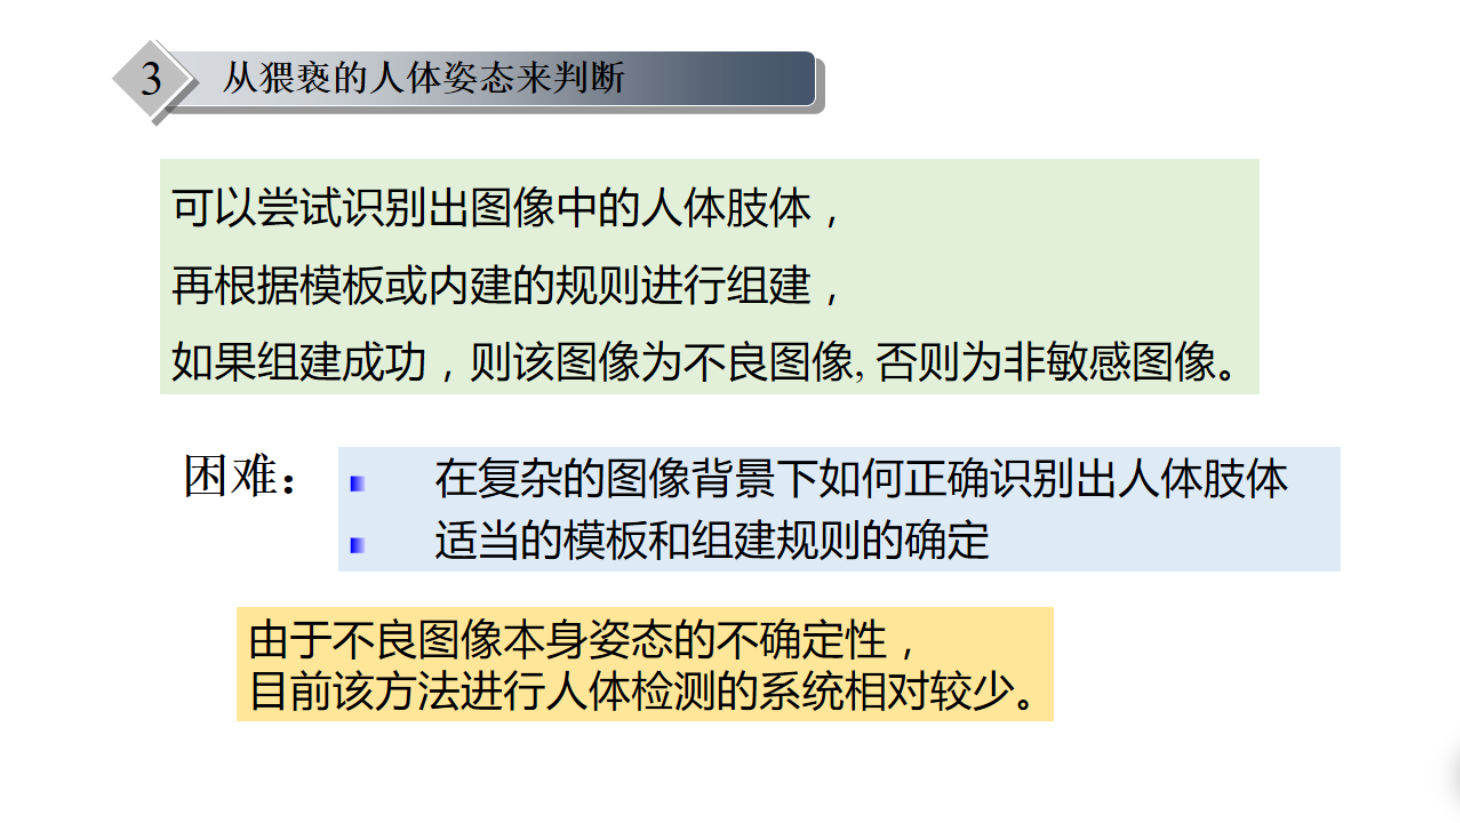 3 从猥亵的人体姿态来判断
可以尝试识别出图像中的人体肢体，
再根据模板或内建的规则进行组建，
如果组建成功，则该图像为不良图像, 否则为非敏感图像。
困难：
在复杂的图像背景下如何正确识别出人体肢体
适当的模板和组建规则的确定
由于不良图像本身姿态的不确定性，
目前该方法进行人体检测的系统相对较少。